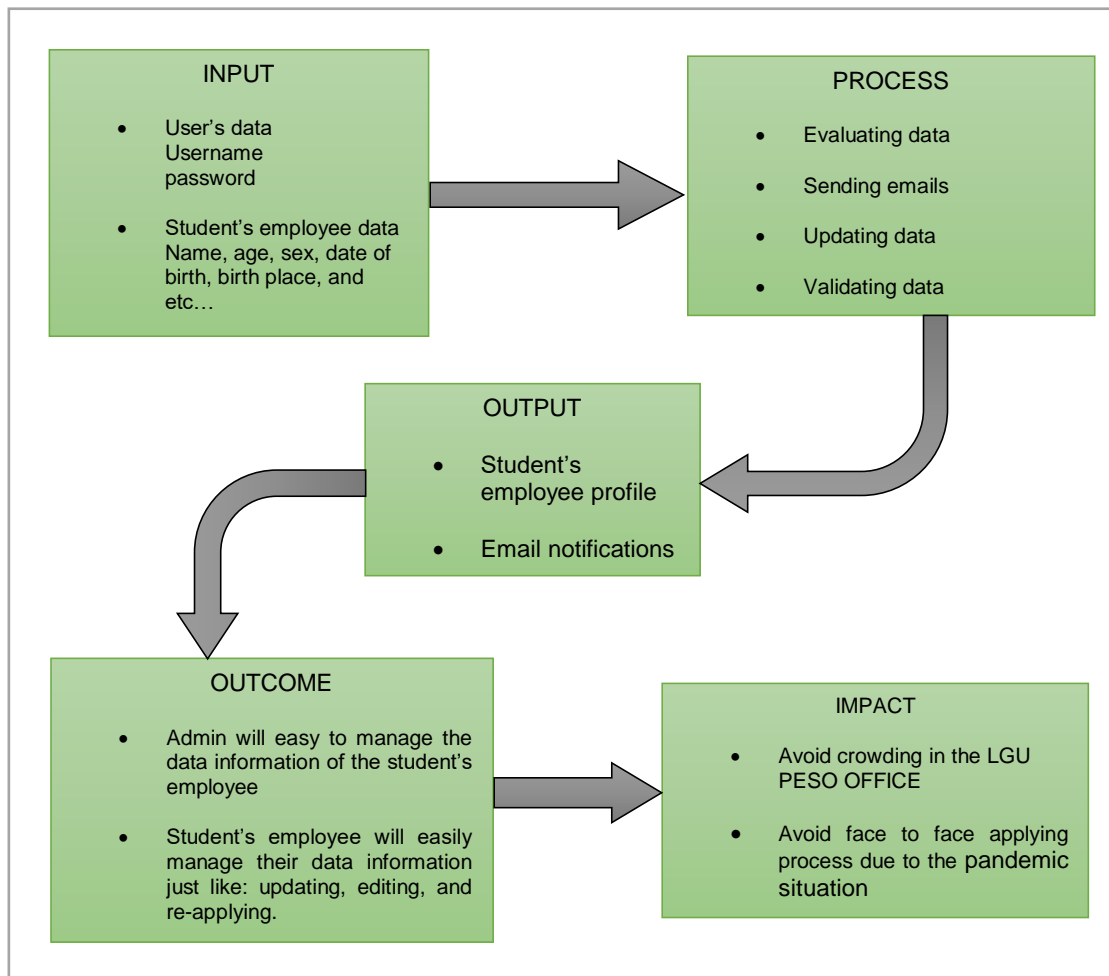 INPUT
• User's data
Username
password
• Student's employee data
Name, age, sex, date of
birth, birth place, and
etc…
PROCESS
• Evaluating data
• Sending emails
• Updating data
• Validating data
OUTPUT
• Student's
employee profile
• Email notifications
OUTCOME
• Admin will easy to manage the
data information of the student's
employee
• Student's employee will easily
manage their data information
just like: updating, editing, and
re-applying.
IMPACT
• Avoid crowding in the LGU
PESO OFFICE
• Avoid face to face applying
process due to the pandemic
situation